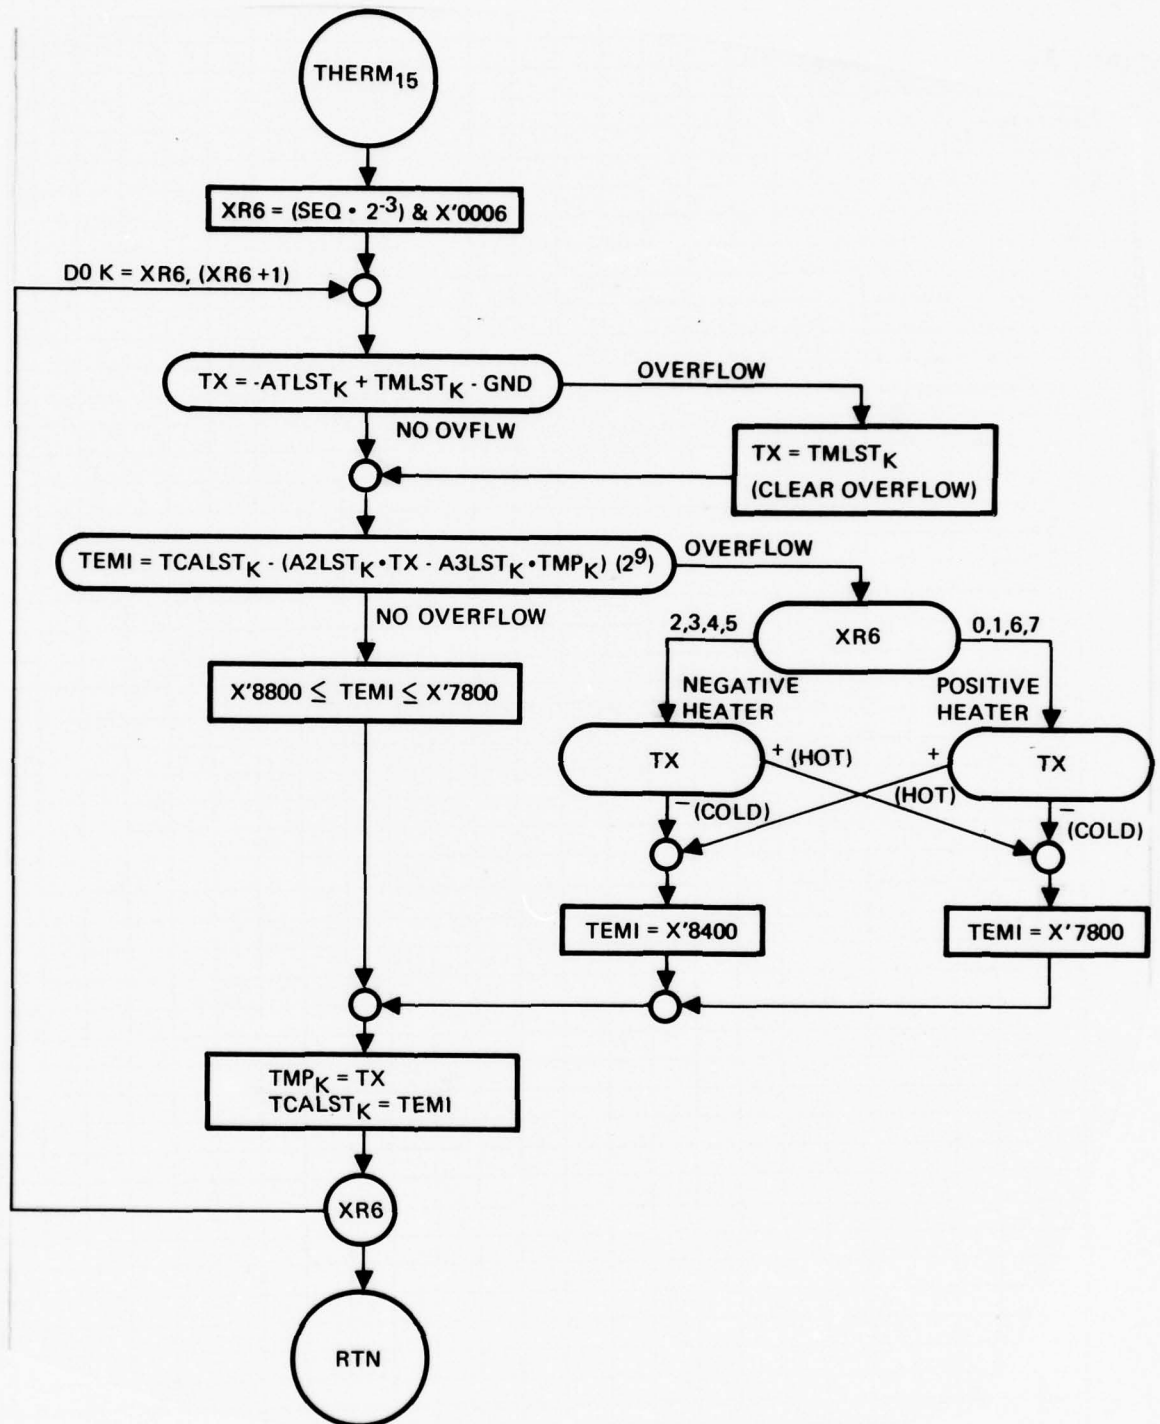 THERM15
XR6 = (SEQ • 2-3) & X'0006
D0 K = XR6, (XR6 +1)
TX = -ATLSTK + TMLSTK - GND
OVERFLOW
NO OVFLW
TX = TMLSTK
(CLEAR OVERFLOW)
TEMI = TCALSTK - (A2LSTK • TX - A3LSTK • TMPK) (29)
OVERFLOW
NO OVERFLOW
2,3,4,5
XR6
0,1,6,7
X'8800 ≤ TEMI ≤ X'7800
NEGATIVE
HEATER
POSITIVE
HEATER
TX
+ (HOT)
+
(HOT)
TX
− (COLD)
−
(COLD)
TEMI = X'8400
TEMI = X'7800
TMPK = TX
TCALSTK = TEMI
XR6
RTN